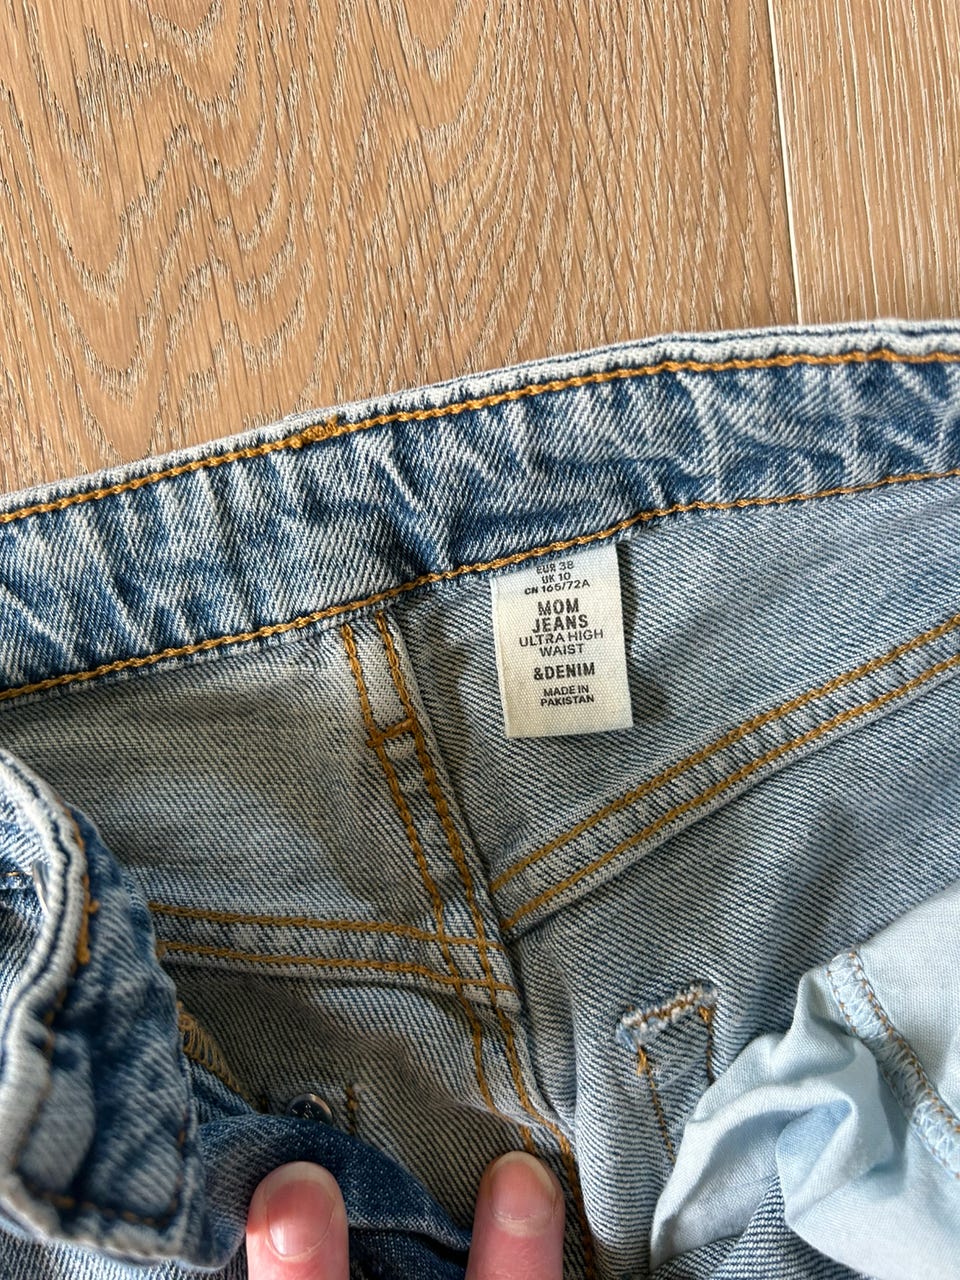 EUR 38
UK 10
CN 165/72A
MOM
JEANS
ULTRA HIGH
WAIST
&DENIM
MADE IN
PAKISTAN